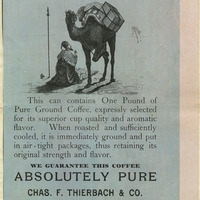 This can contains One Pound of
Pure Ground Coffee, expressly selected
for its superior cup quality and aromatic
flavor. When roasted and sufficiently
cooled, it is immediately ground and put
in air-tight packages, thus retaining its
original strength and flavor.
WE GUARANTEE THIS COFFEE
ABSOLUTELY PURE
CHAS. F. THIERBACH & CO.